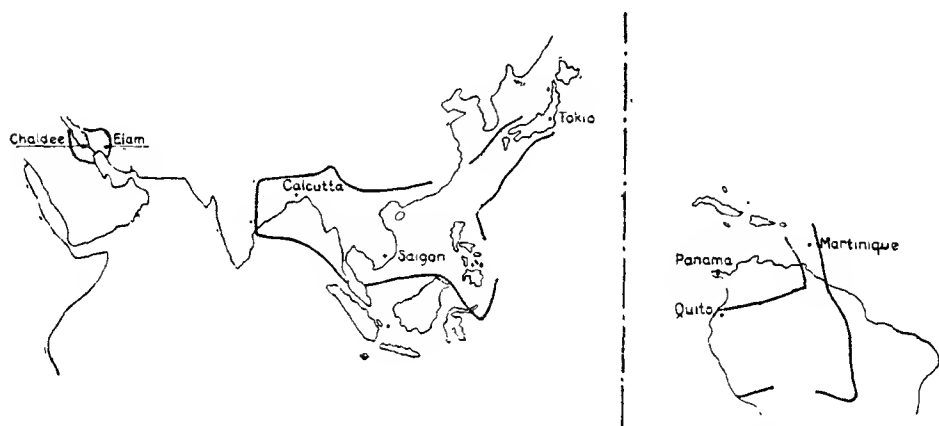 Tokio
Chaldee
Elam
Calcutta
Saigon
Martinique
Panama
Quito